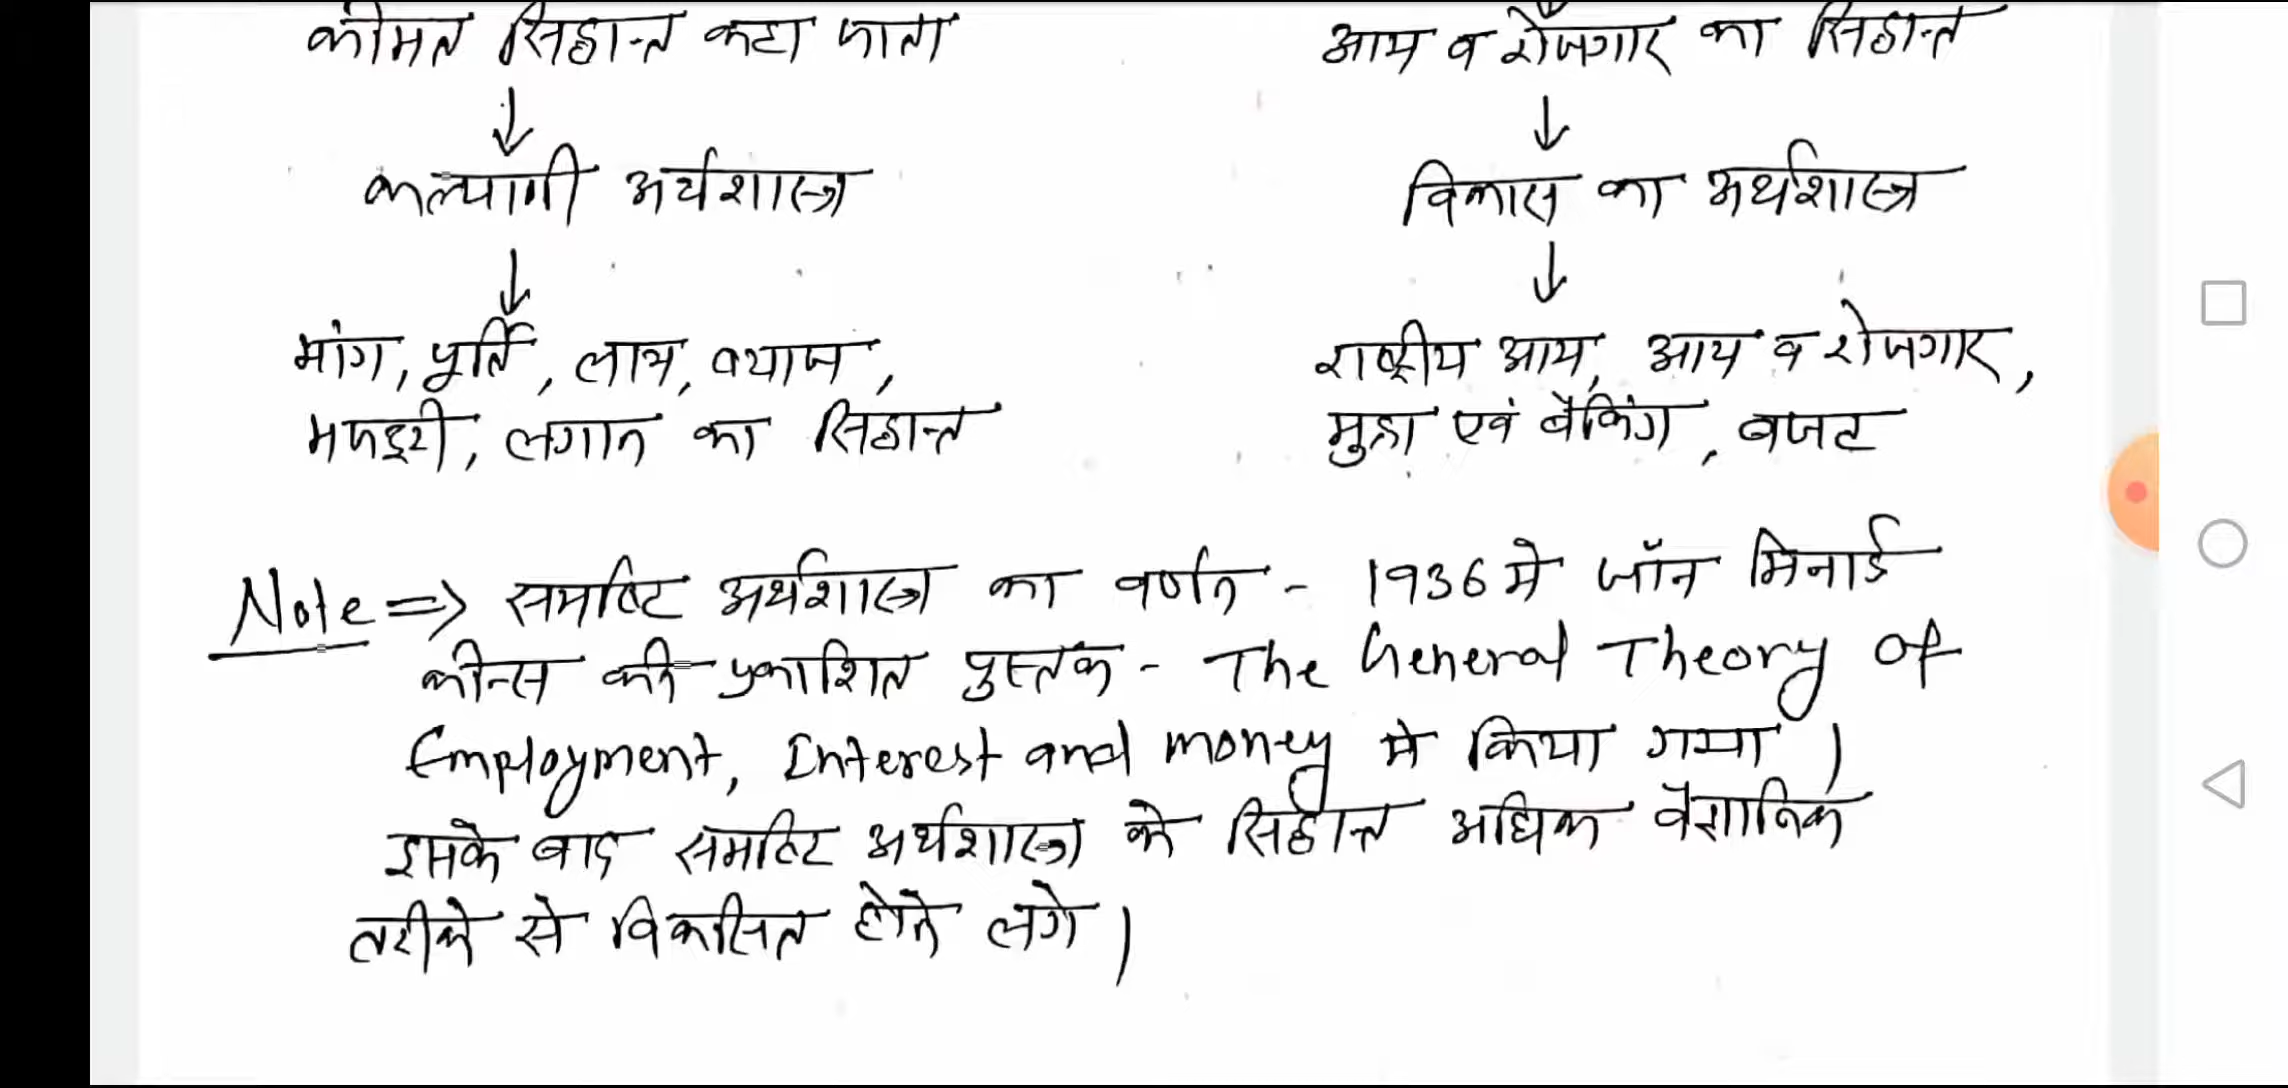 कीमत सिद्धान्त कहा जाता
आय व रोजगार का सिद्धान्त
↓
↓
कल्याणी अर्थशास्त्र
विकास का अर्थशास्त्र
↓
↓
मांग, पूर्ति, लाभ, ब्याज,
मजदूरी, लगान का सिद्धान्त
राष्ट्रीय आय, आय व रोजगार,
मुद्रा एवं बैंकिंग, बजट
Note => समष्टि अर्थशास्त्र का वर्णन - 1936 मे जॉन मिनार्ड
कीन्स की प्रकाशित पुस्तक - The General Theory of
Employment, Interest and money मे किया गया।
इसके बाद समष्टि अर्थशास्त्र के सिद्धान्त अधिक वैज्ञानिक
तरीके से विकसित होने लगे।